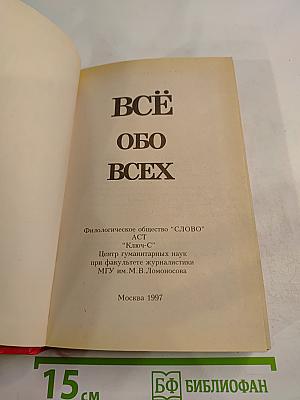 ВСЁ
ОБО
ВСЕХ
Филологическое общество "СЛОВО"
АСТ
"Ключ-С"
Центр гуманитарных наук
при факультете журналистики
МГУ им.М.В.Ломоносова
Москва 1997
15 см
БФ БИБЛИОФАН